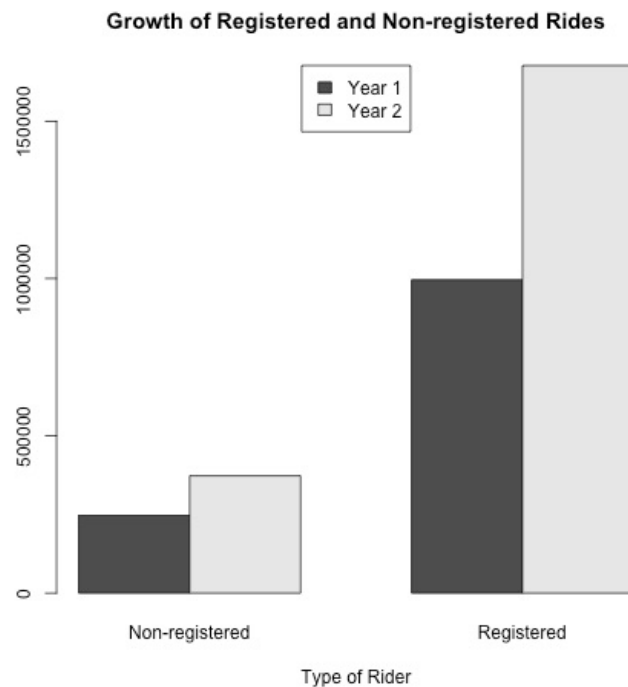 Growth of Registered and Non-registered Rides
Year 1
Year 2
1500000
1000000
500000
0
Non-registered
Registered
Type of Rider